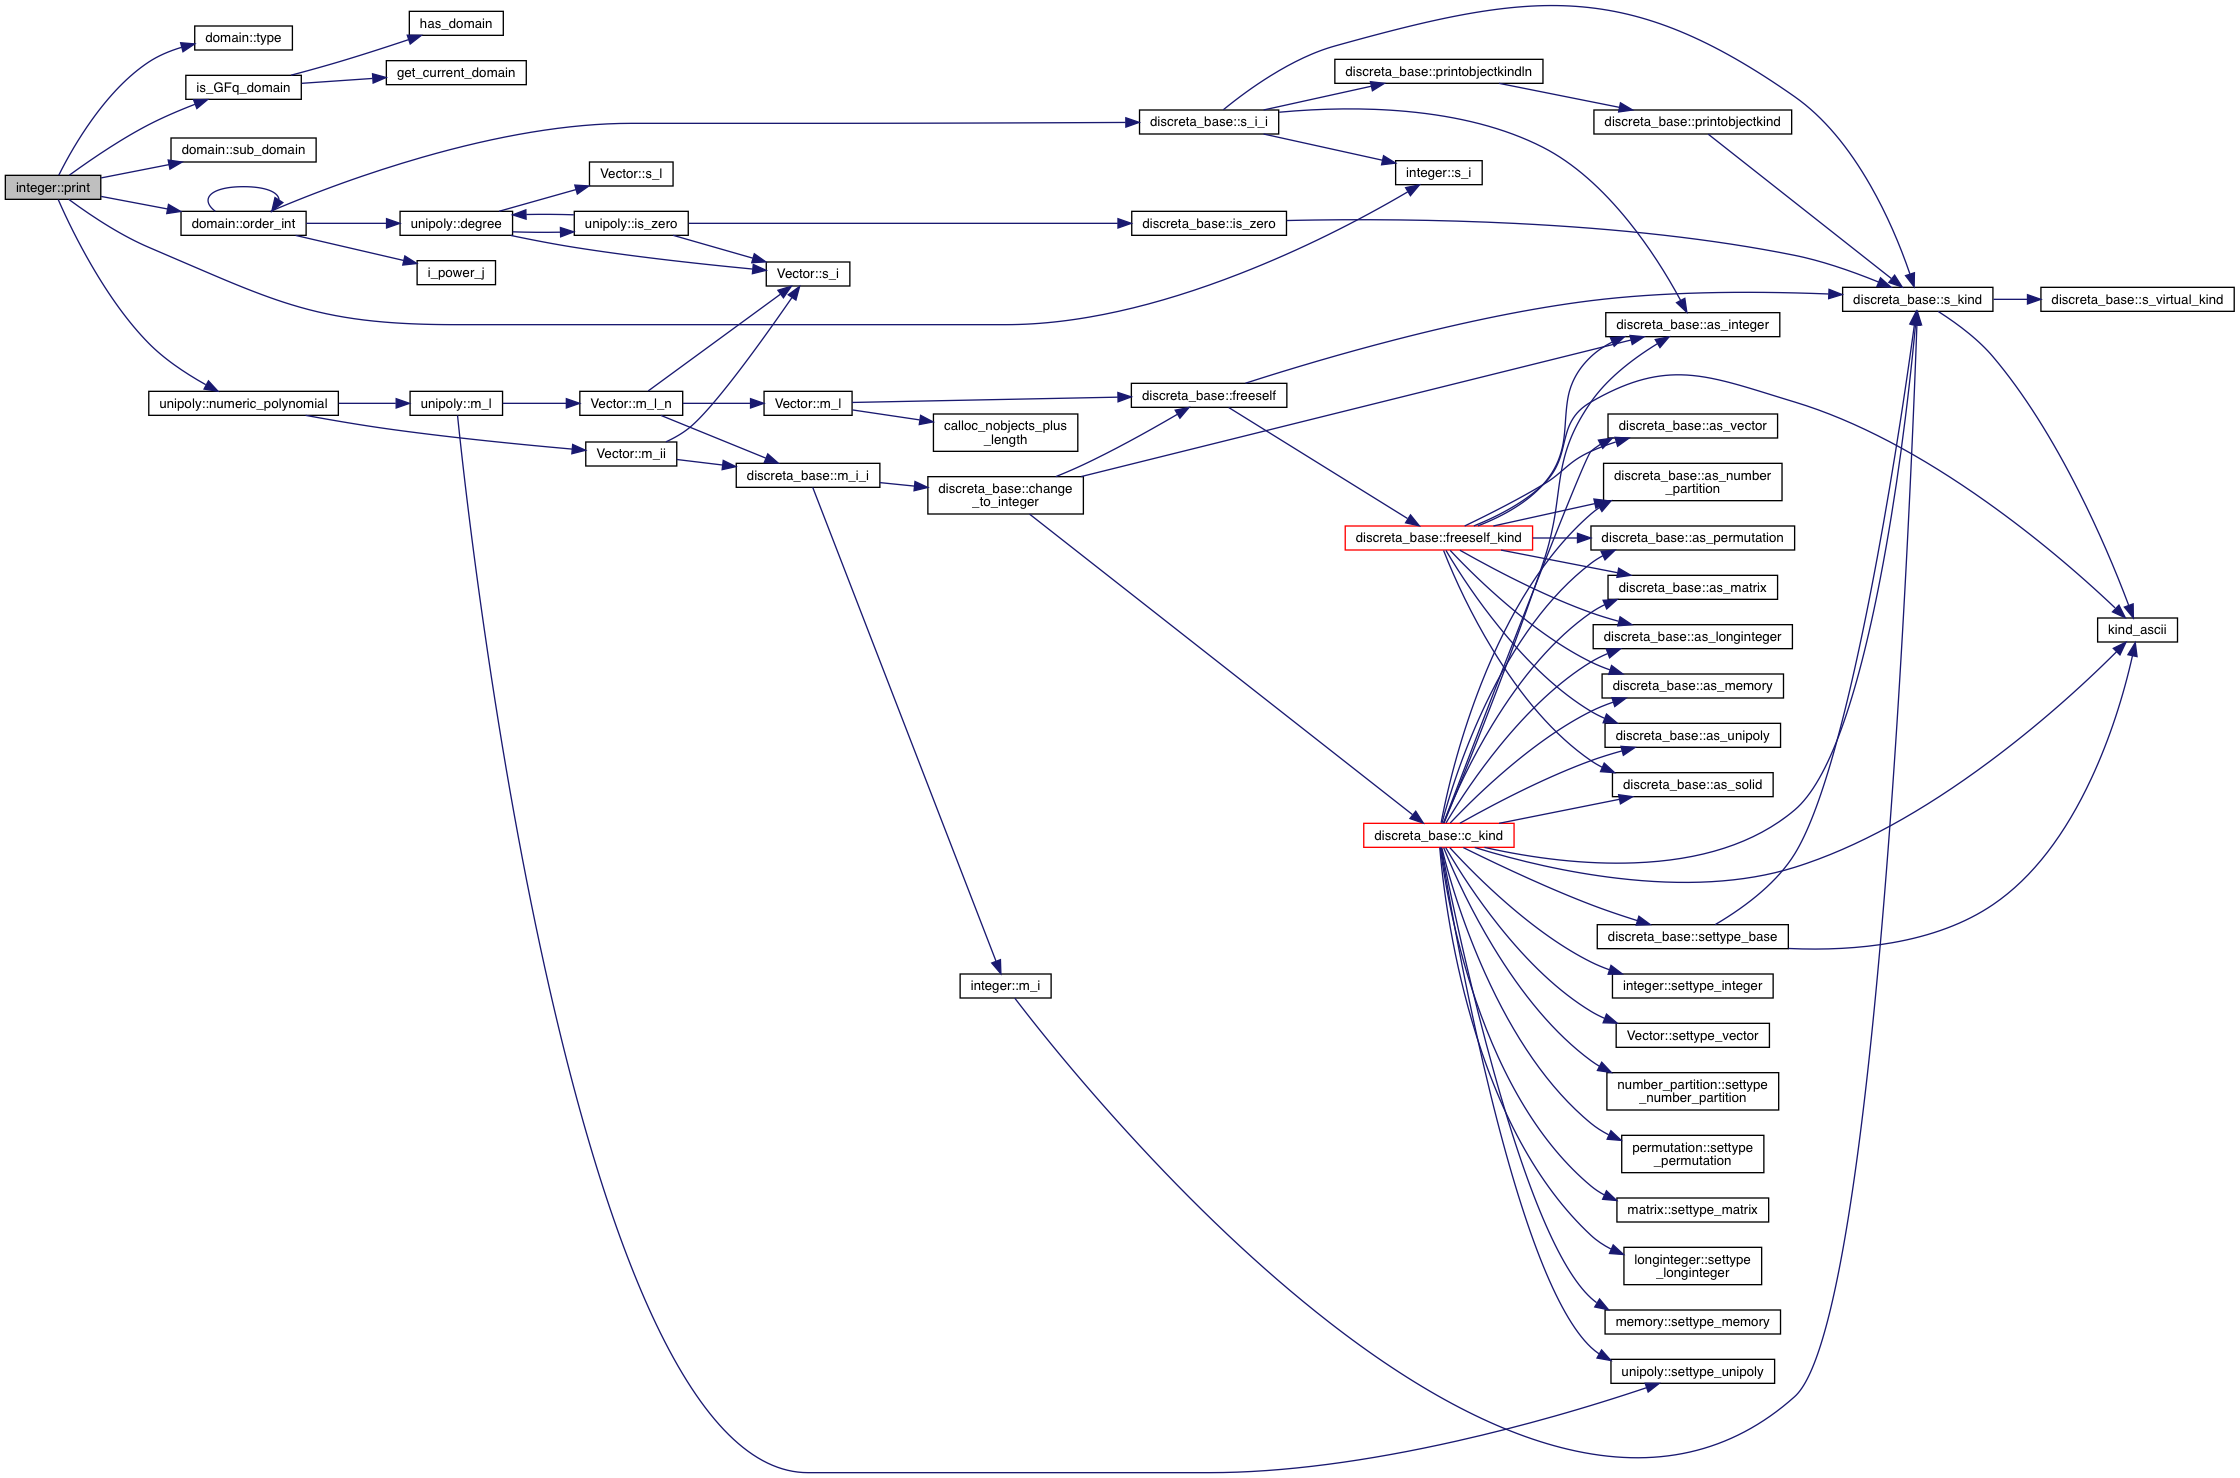 has_domain
domain::type
get_current_domain
discreta_base::printobjectkindln
is_GFq_domain
discreta_base::s_i_i
discreta_base::printobjectkind
domain::sub_domain
integer::s_i
Vector::s_l
integer::print
domain::order_int
unipoly::degree
unipoly::is_zero
discreta_base::is_zero
i_power_j
Vector::s_i
discreta_base::s_kind
discreta_base::s_virtual_kind
discreta_base::as_integer
unipoly::numeric_polynomial
unipoly::m_l
Vector::m_l_n
Vector::m_l
discreta_base::freeself
calloc_nobjects_plus
_length
discreta_base::as_vector
Vector::m_ii
discreta_base::m_i_i
discreta_base::change
_to_integer
discreta_base::as_number
_partition
discreta_base::freeself_kind
discreta_base::as_permutation
discreta_base::as_matrix
discreta_base::as_longinteger
kind_ascii
discreta_base::as_memory
discreta_base::as_unipoly
discreta_base::as_solid
discreta_base::c_kind
discreta_base::settype_base
integer::m_i
integer::settype_integer
Vector::settype_vector
number_partition::settype
_number_partition
permutation::settype
_permutation
matrix::settype_matrix
longinteger::settype
_longinteger
memory::settype_memory
unipoly::settype_unipoly